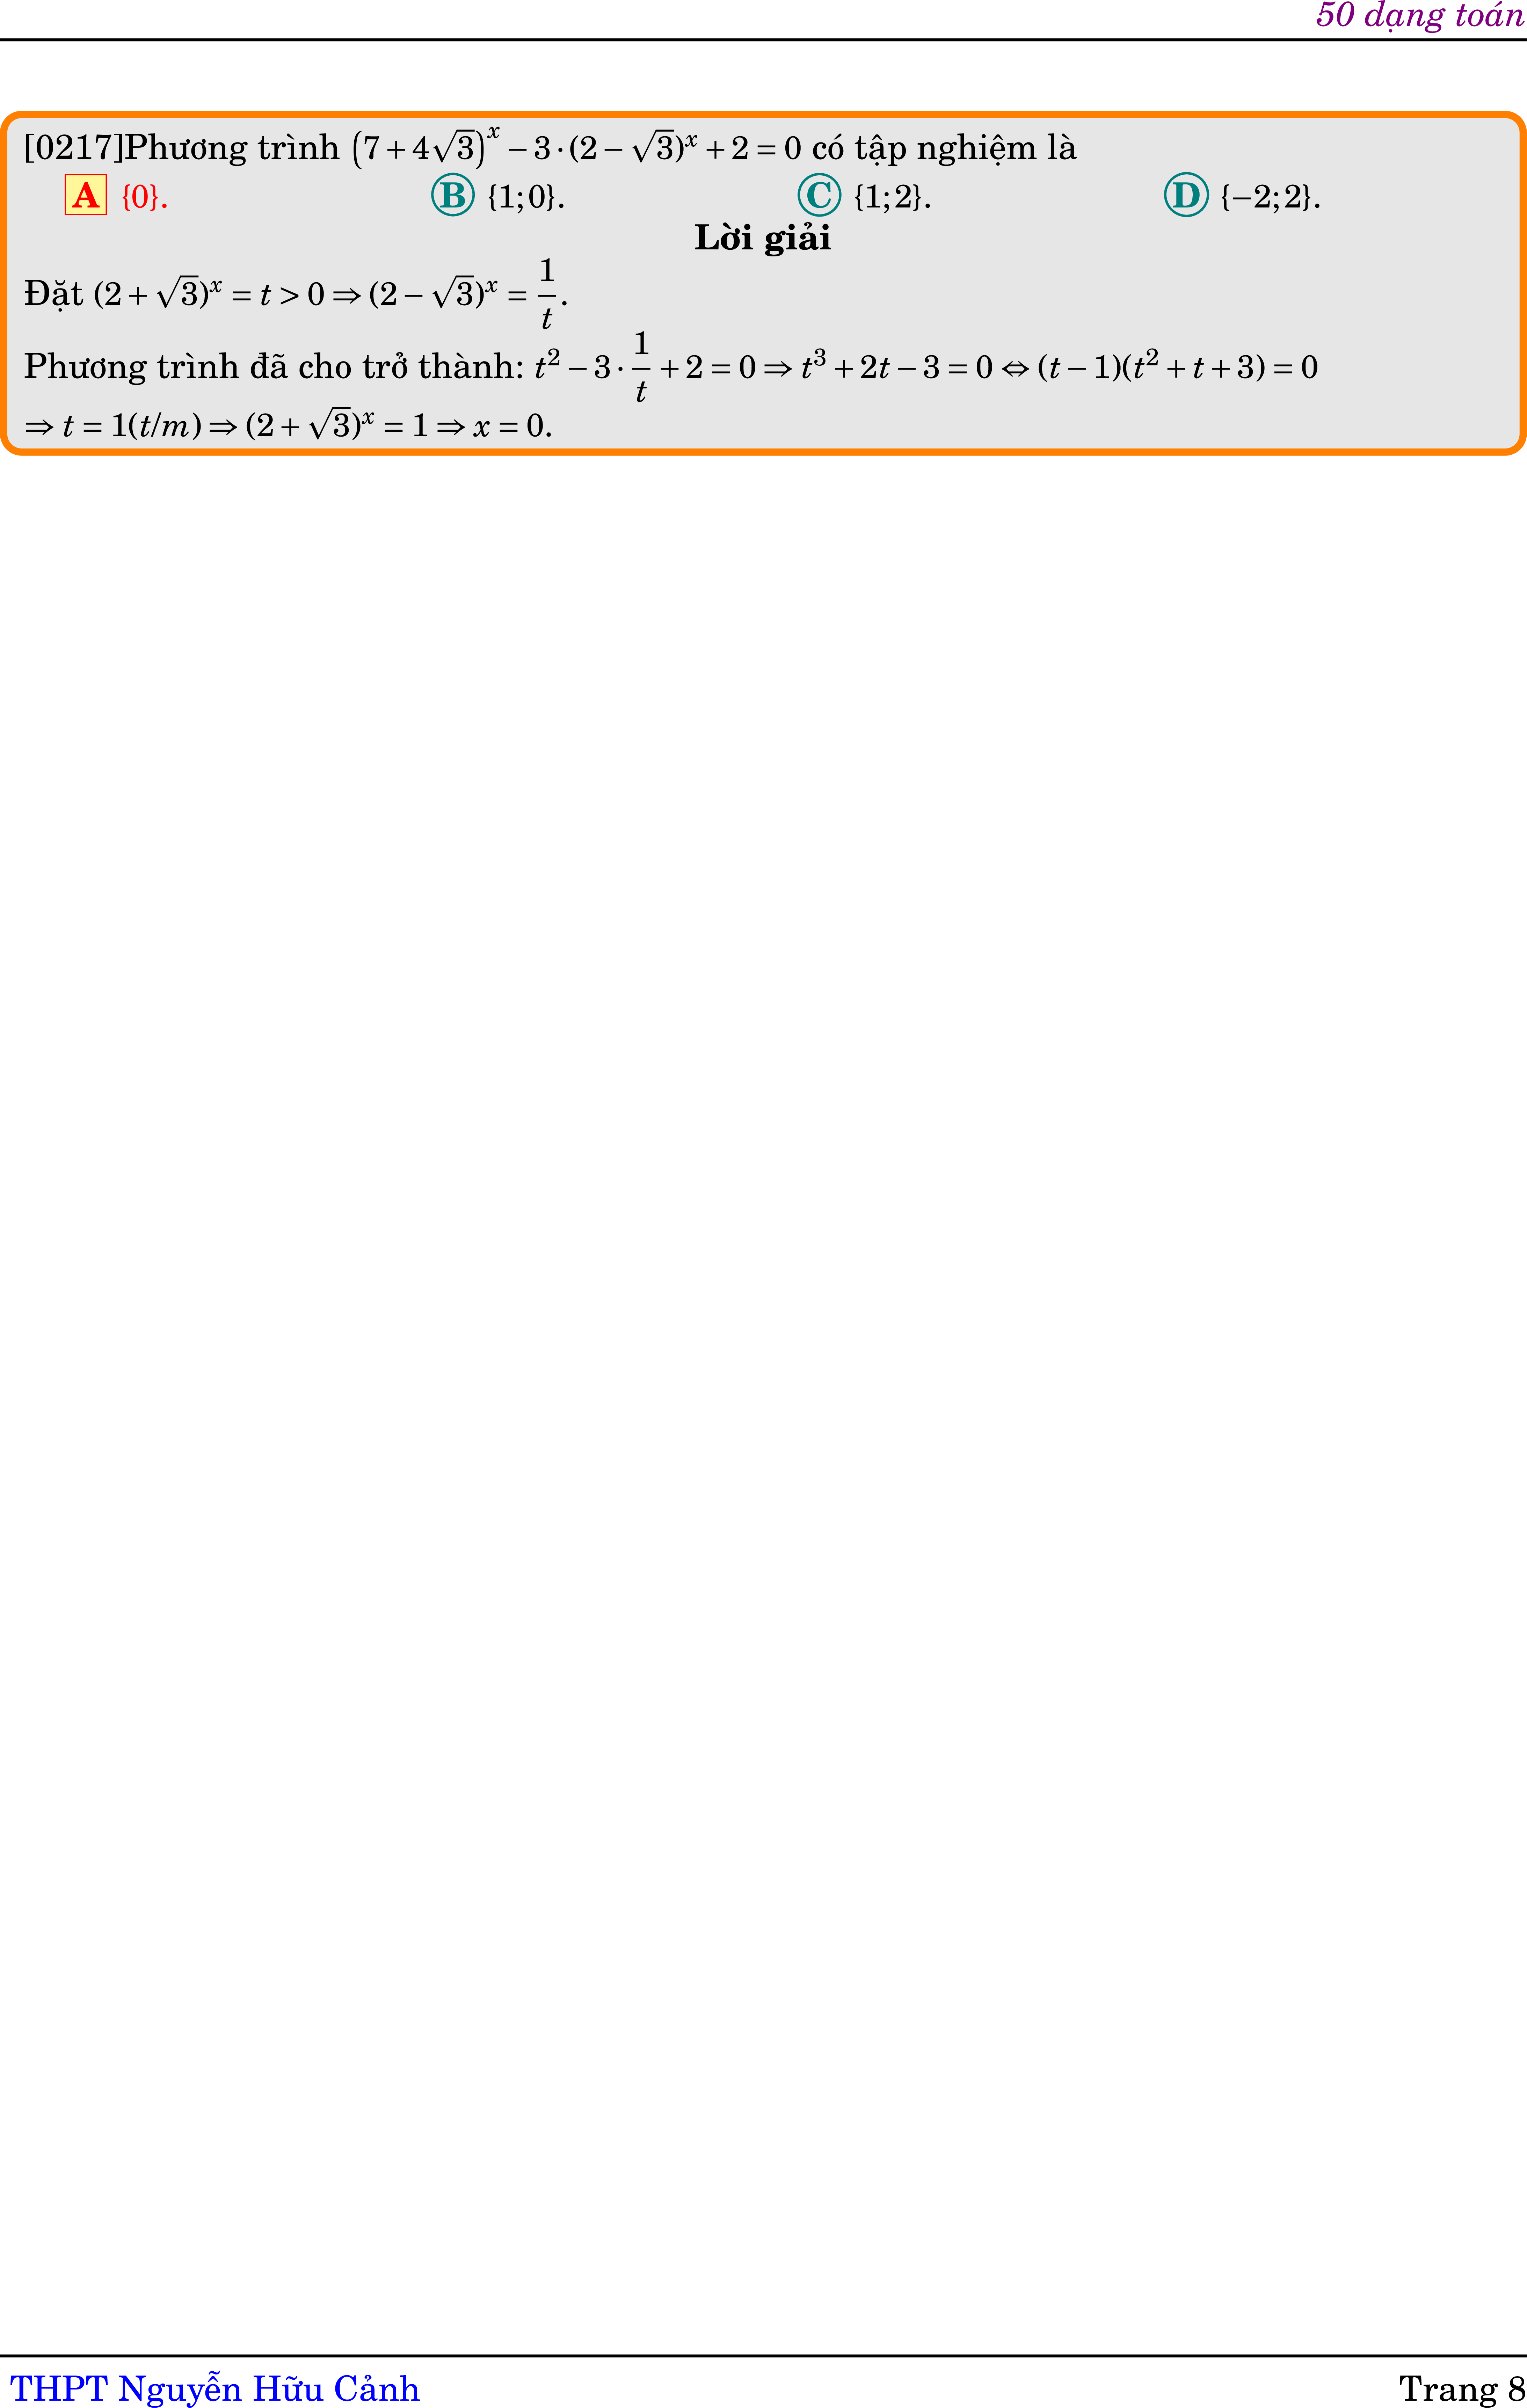 50 dạng toán
[0217]Phương trình $\left(7+4\sqrt{3}\right)^x-3\cdot(2-\sqrt{3})^x+2=0$ có tập nghiệm là
A {0}. B {1;0}. C {1;2}. D {−2;2}.
Lời giải
Đặt $(2+\sqrt{3})^x=t>0\Rightarrow(2-\sqrt{3})^x=\dfrac{1}{t}$.
Phương trình đã cho trở thành: $t^2-3\cdot\dfrac{1}{t}+2=0\Rightarrow t^3+2t-3=0\Leftrightarrow(t-1)(t^2+t+3)=0$
$\Rightarrow t=1(t/m)\Rightarrow(2+\sqrt{3})^x=1\Rightarrow x=0$.
THPT Nguyễn Hữu Cảnh Trang 8